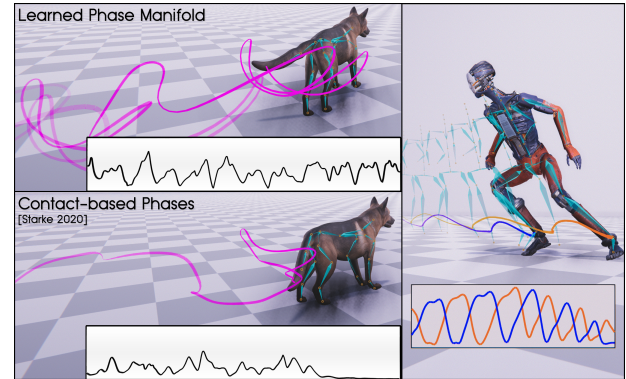 Learned Phase Manifold
Contact-based Phases
[Starke 2020]